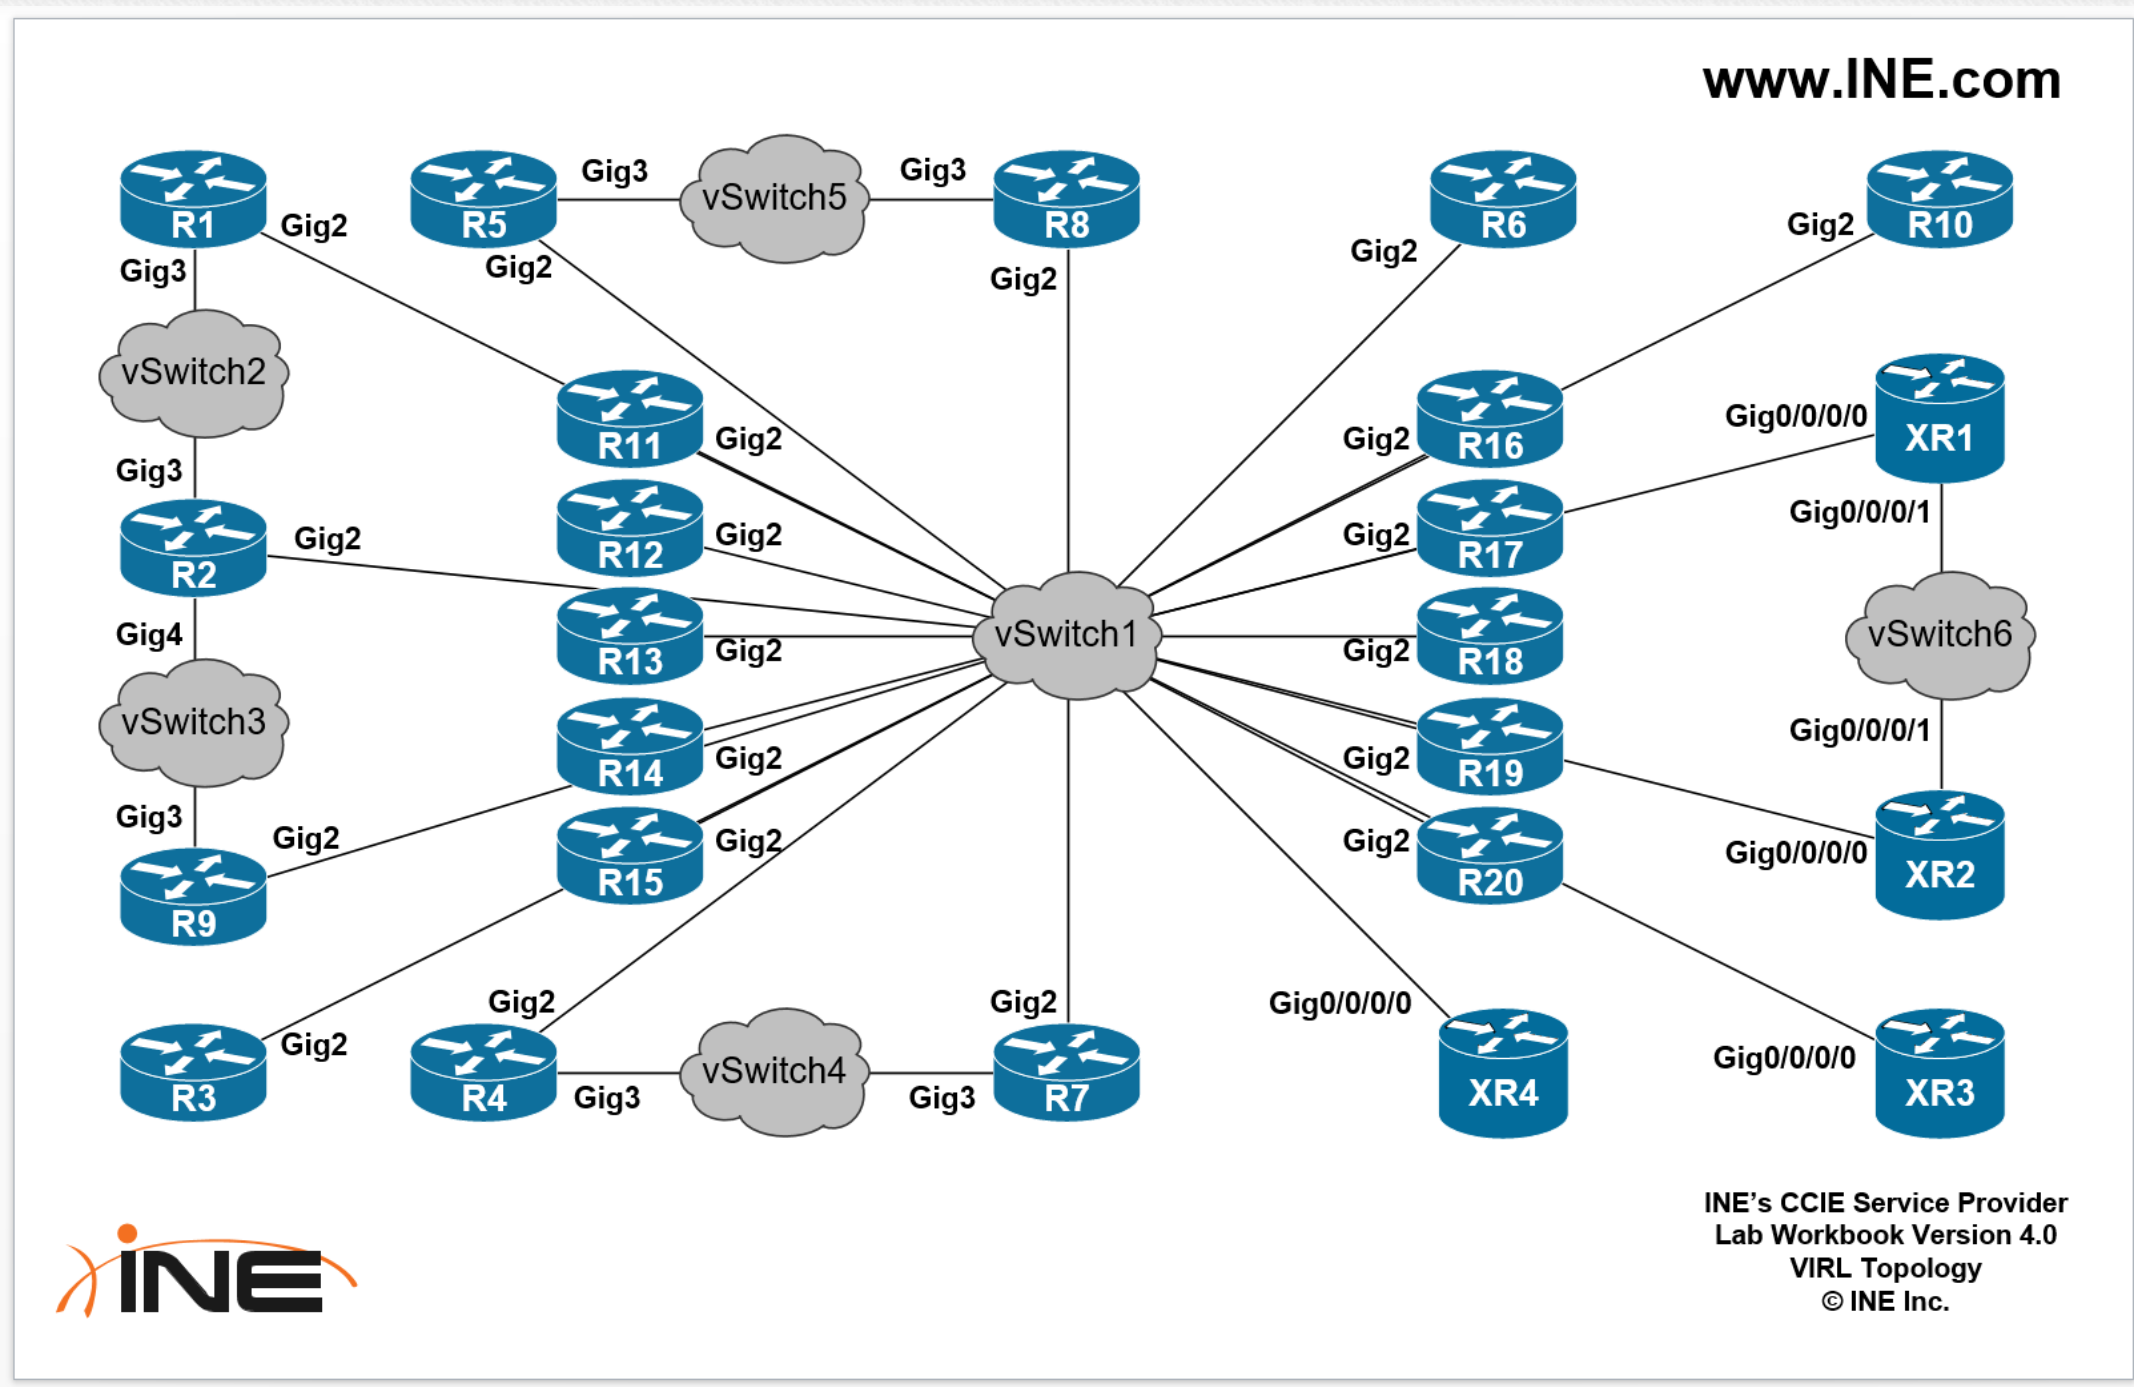 www.INE.com
R1
R5
Gig3
vSwitch5
Gig3
R8
R6
R10
Gig2
Gig3
Gig2
Gig2
Gig2
Gig2
vSwitch2
R11
Gig2
Gig2
R16
Gig0/0/0/0
XR1
Gig3
R2
Gig2
R12
Gig2
Gig2
R17
Gig0/0/0/1
Gig4
R13
Gig2
vSwitch1
Gig2
R18
vSwitch6
vSwitch3
R14
Gig2
Gig2
R19
Gig0/0/0/1
Gig3
R9
Gig2
R15
Gig2
Gig2
R20
Gig0/0/0/0
XR2
R3
Gig2
Gig2
R4
Gig3
vSwitch4
Gig3
Gig2
R7
Gig0/0/0/0
XR4
Gig0/0/0/0
XR3
INE
INE’s CCIE Service Provider
Lab Workbook Version 4.0
VIRL Topology
© INE Inc.